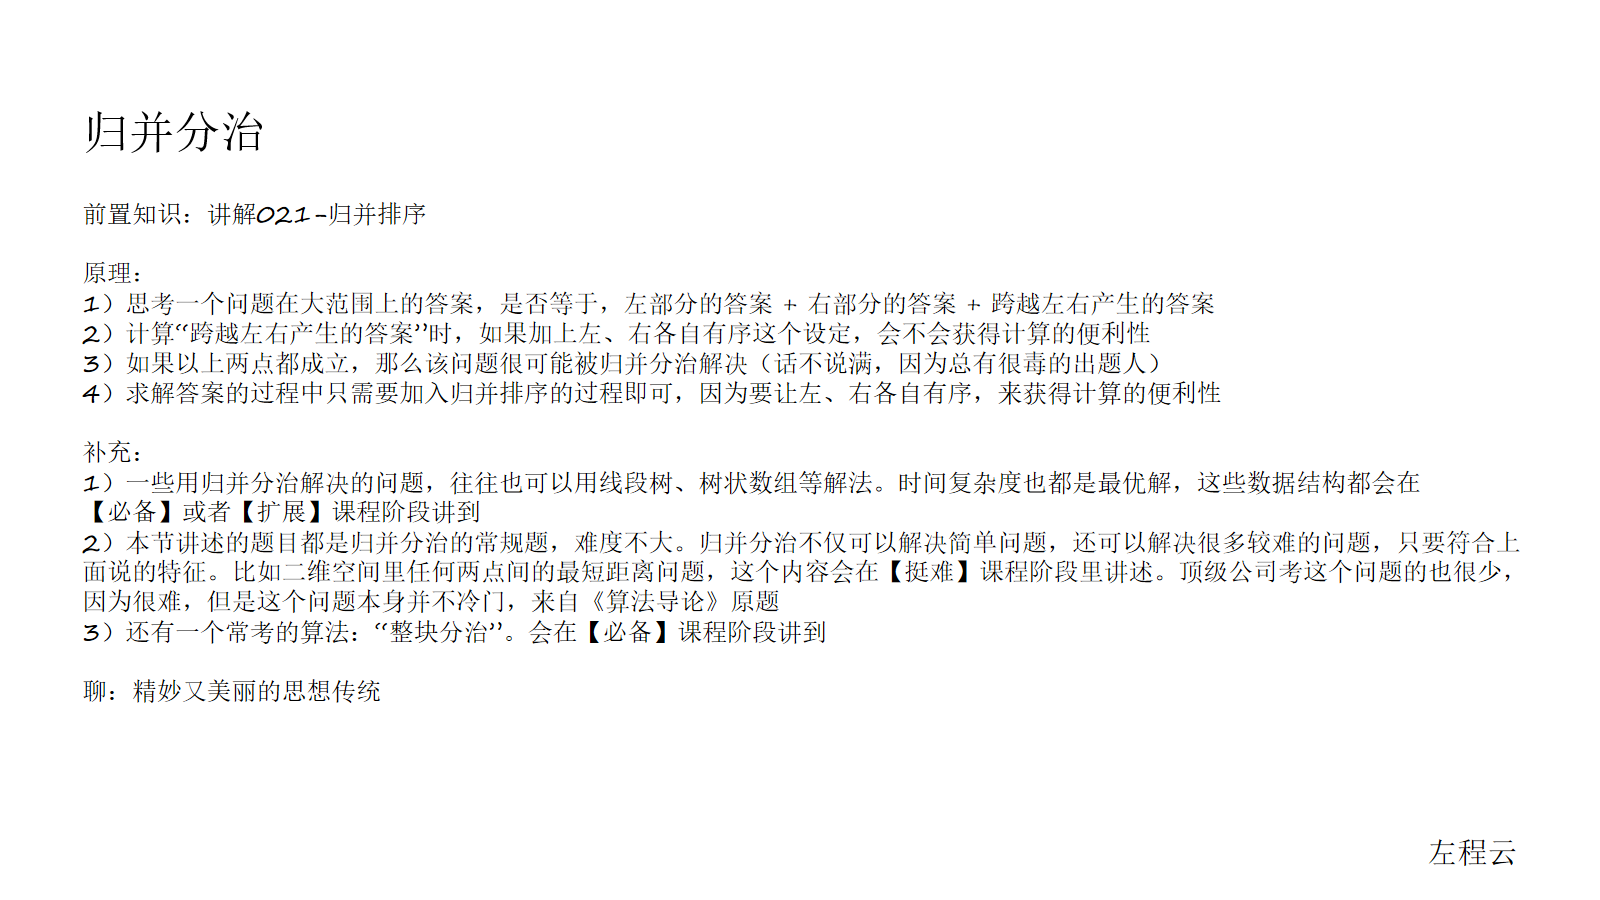 归并分治
前置知识：讲解021-归并排序
原理：
1）思考一个问题在大范围上的答案，是否等于，左部分的答案 + 右部分的答案 + 跨越左右产生的答案
2）计算“跨越左右产生的答案”时，如果加上左、右各自有序这个设定，会不会获得计算的便利性
3）如果以上两点都成立，那么该问题很可能被归并分治解决（话不说满，因为总有很毒的出题人）
4）求解答案的过程中只需要加入归并排序的过程即可，因为要让左、右各自有序，来获得计算的便利性
补充：
1）一些用归并分治解决的问题，往往也可以用线段树、树状数组等解法。时间复杂度也都是最优解，这些数据结构都会在
【必备】或者【扩展】课程阶段讲到
2）本节讲述的题目都是归并分治的常规题，难度不大。归并分治不仅可以解决简单问题，还可以解决很多较难的问题，只要符合上
面说的特征。比如二维空间里任何两点间的最短距离问题，这个内容会在【挺难】课程阶段里讲述。顶级公司考这个问题的也很少，
因为很难，但是这个问题本身并不冷门，来自《算法导论》原题
3）还有一个常考的算法：“整块分治”。会在【必备】课程阶段讲到
聊：精妙又美丽的思想传统
左程云